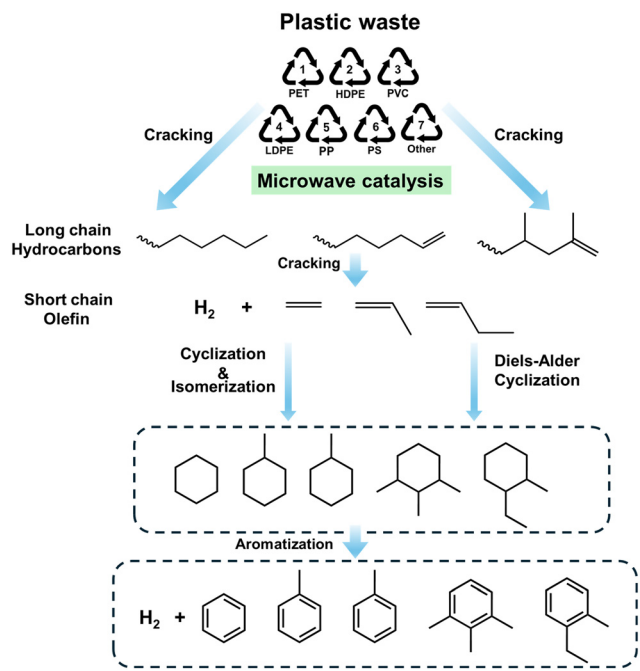 Plastic waste
1 2 3
PET HDPE PVC
4 5 6 7
LDPE PP PS Other
Cracking
Cracking
Microwave catalysis
Long chain
Hydrocarbons
Cracking
Short chain
Olefin
H₂ +
Cyclization
&
Isomerization
Diels-Alder
Cyclization
Aromatization
H₂ +